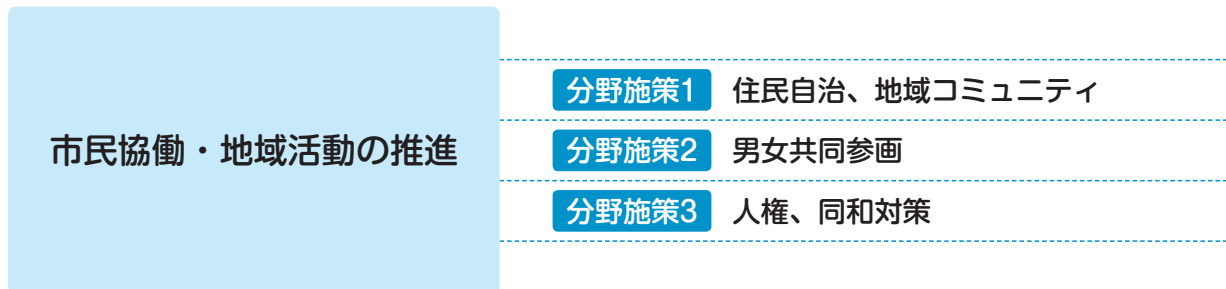 市民協働・地域活動の推進
分野施策1 住民自治、地域コミュニティ
分野施策2 男女共同参画
分野施策3 人権、同和対策